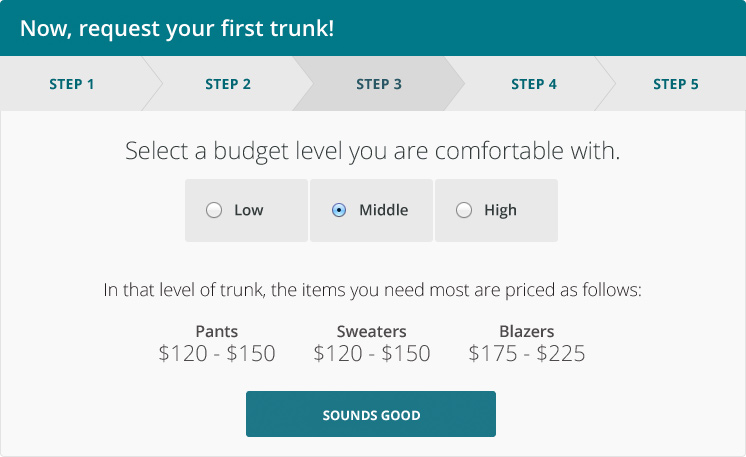 Now, request your first trunk!
STEP 1 STEP 2 STEP 3 STEP 4 STEP 5
Select a budget level you are comfortable with.
Low Middle High
In that level of trunk, the items you need most are priced as follows:
Pants Sweaters Blazers
$120 - $150 $120 - $150 $175 - $225
SOUNDS GOOD